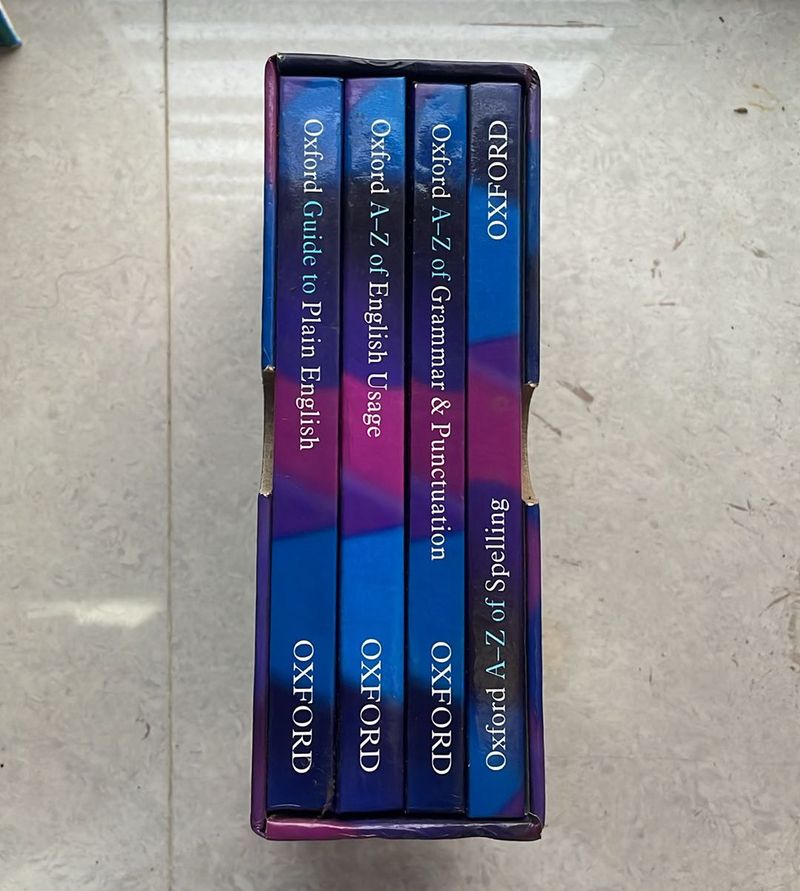 Oxford Guide to Plain English
OXFORD
Oxford A–Z of English Usage
OXFORD
Oxford A–Z of Grammar & Punctuation
OXFORD
Oxford A–Z of Spelling
OXFORD